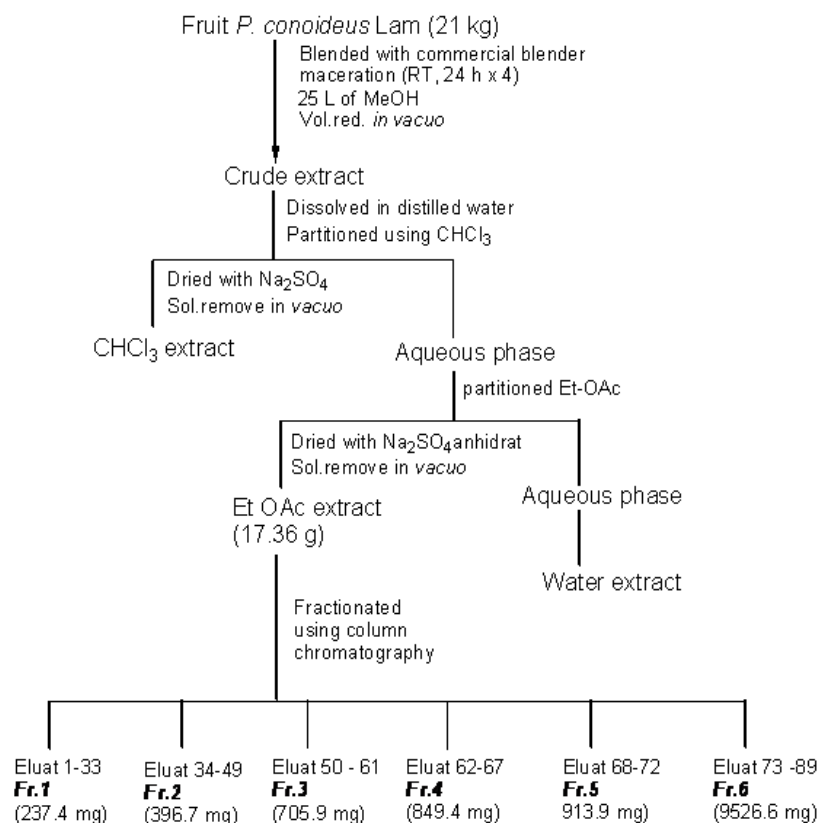 Fruit P. conoideus Lam (21 kg)
Blended with commercial blender
maceration (RT, 24 h x 4)
25 L of MeOH
Vol.red. in vacuo
Crude extract
Dissolved in distilled water
Partitioned using CHCl3
Dried with Na2SO4
Sol.remove in vacuo
CHCl3 extract
Aqueous phase
partitioned Et-OAc
Dried with Na2SO4anhidrat
Sol.remove in vacuo
Et OAc extract
(17.36 g)
Aqueous phase
Water extract
Fractionated
using column
chromatography
Eluat 1-33
Fr.1
(237.4 mg)
Eluat 34-49
Fr.2
(396.7 mg)
Eluat 50 - 61
Fr.3
(705.9 mg)
Eluat 62-67
Fr.4
(849.4 mg)
Eluat 68-72
Fr.5
913.9 mg)
Eluat 73 -89
Fr.6
(9526.6 mg)